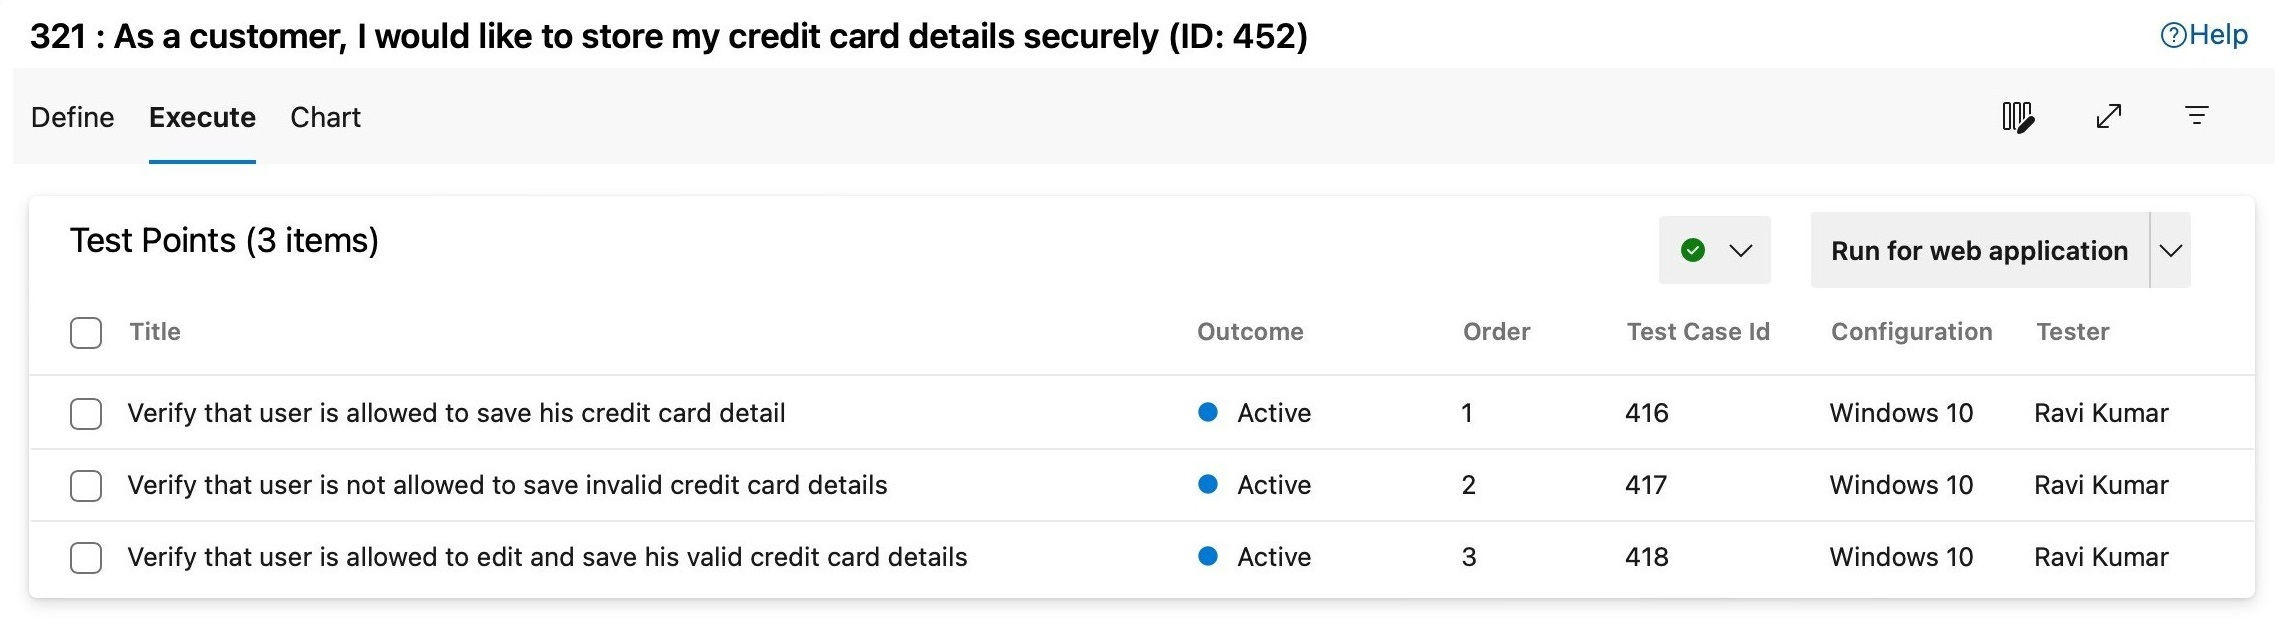 321 : As a customer, I would like to store my credit card details securely (ID: 452)
Help
Define Execute Chart
Test Points (3 items)
Run for web application
Title Outcome Order Test Case Id Configuration Tester
Verify that user is allowed to save his credit card detail Active 1 416 Windows 10 Ravi Kumar
Verify that user is not allowed to save invalid credit card details Active 2 417 Windows 10 Ravi Kumar
Verify that user is allowed to edit and save his valid credit card details Active 3 418 Windows 10 Ravi Kumar